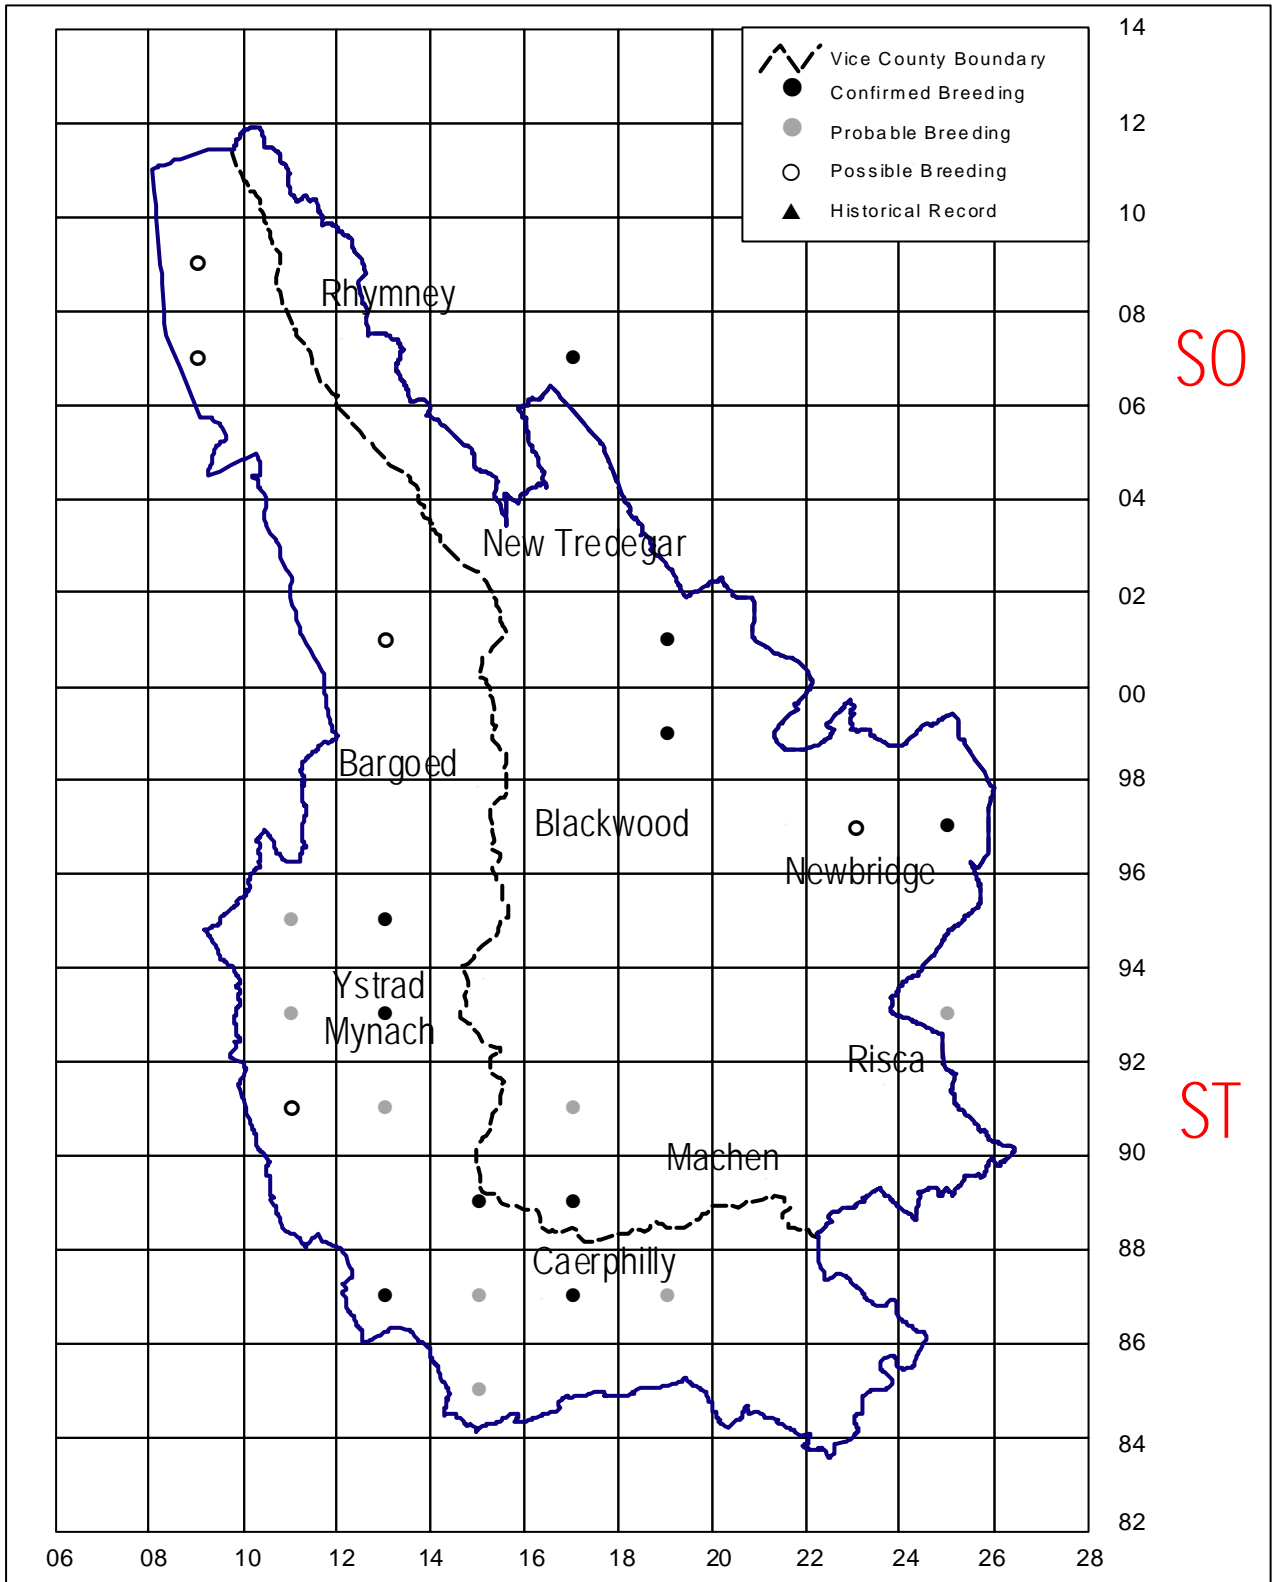 14
Vice County Boundary
Confirmed Breeding
Probable Breeding
Possible Breeding
Historical Record
12
10
Rhymney
08
SO
06
04
New Tredegar
02
00
Bargoed
98
Blackwood
Newbridge
96
94
Ystrad
Mynach
Risca
92
ST
Machen
90
Caerphilly
88
86
84
82
06 08 10 12 14 16 18 20 22 24 26 28